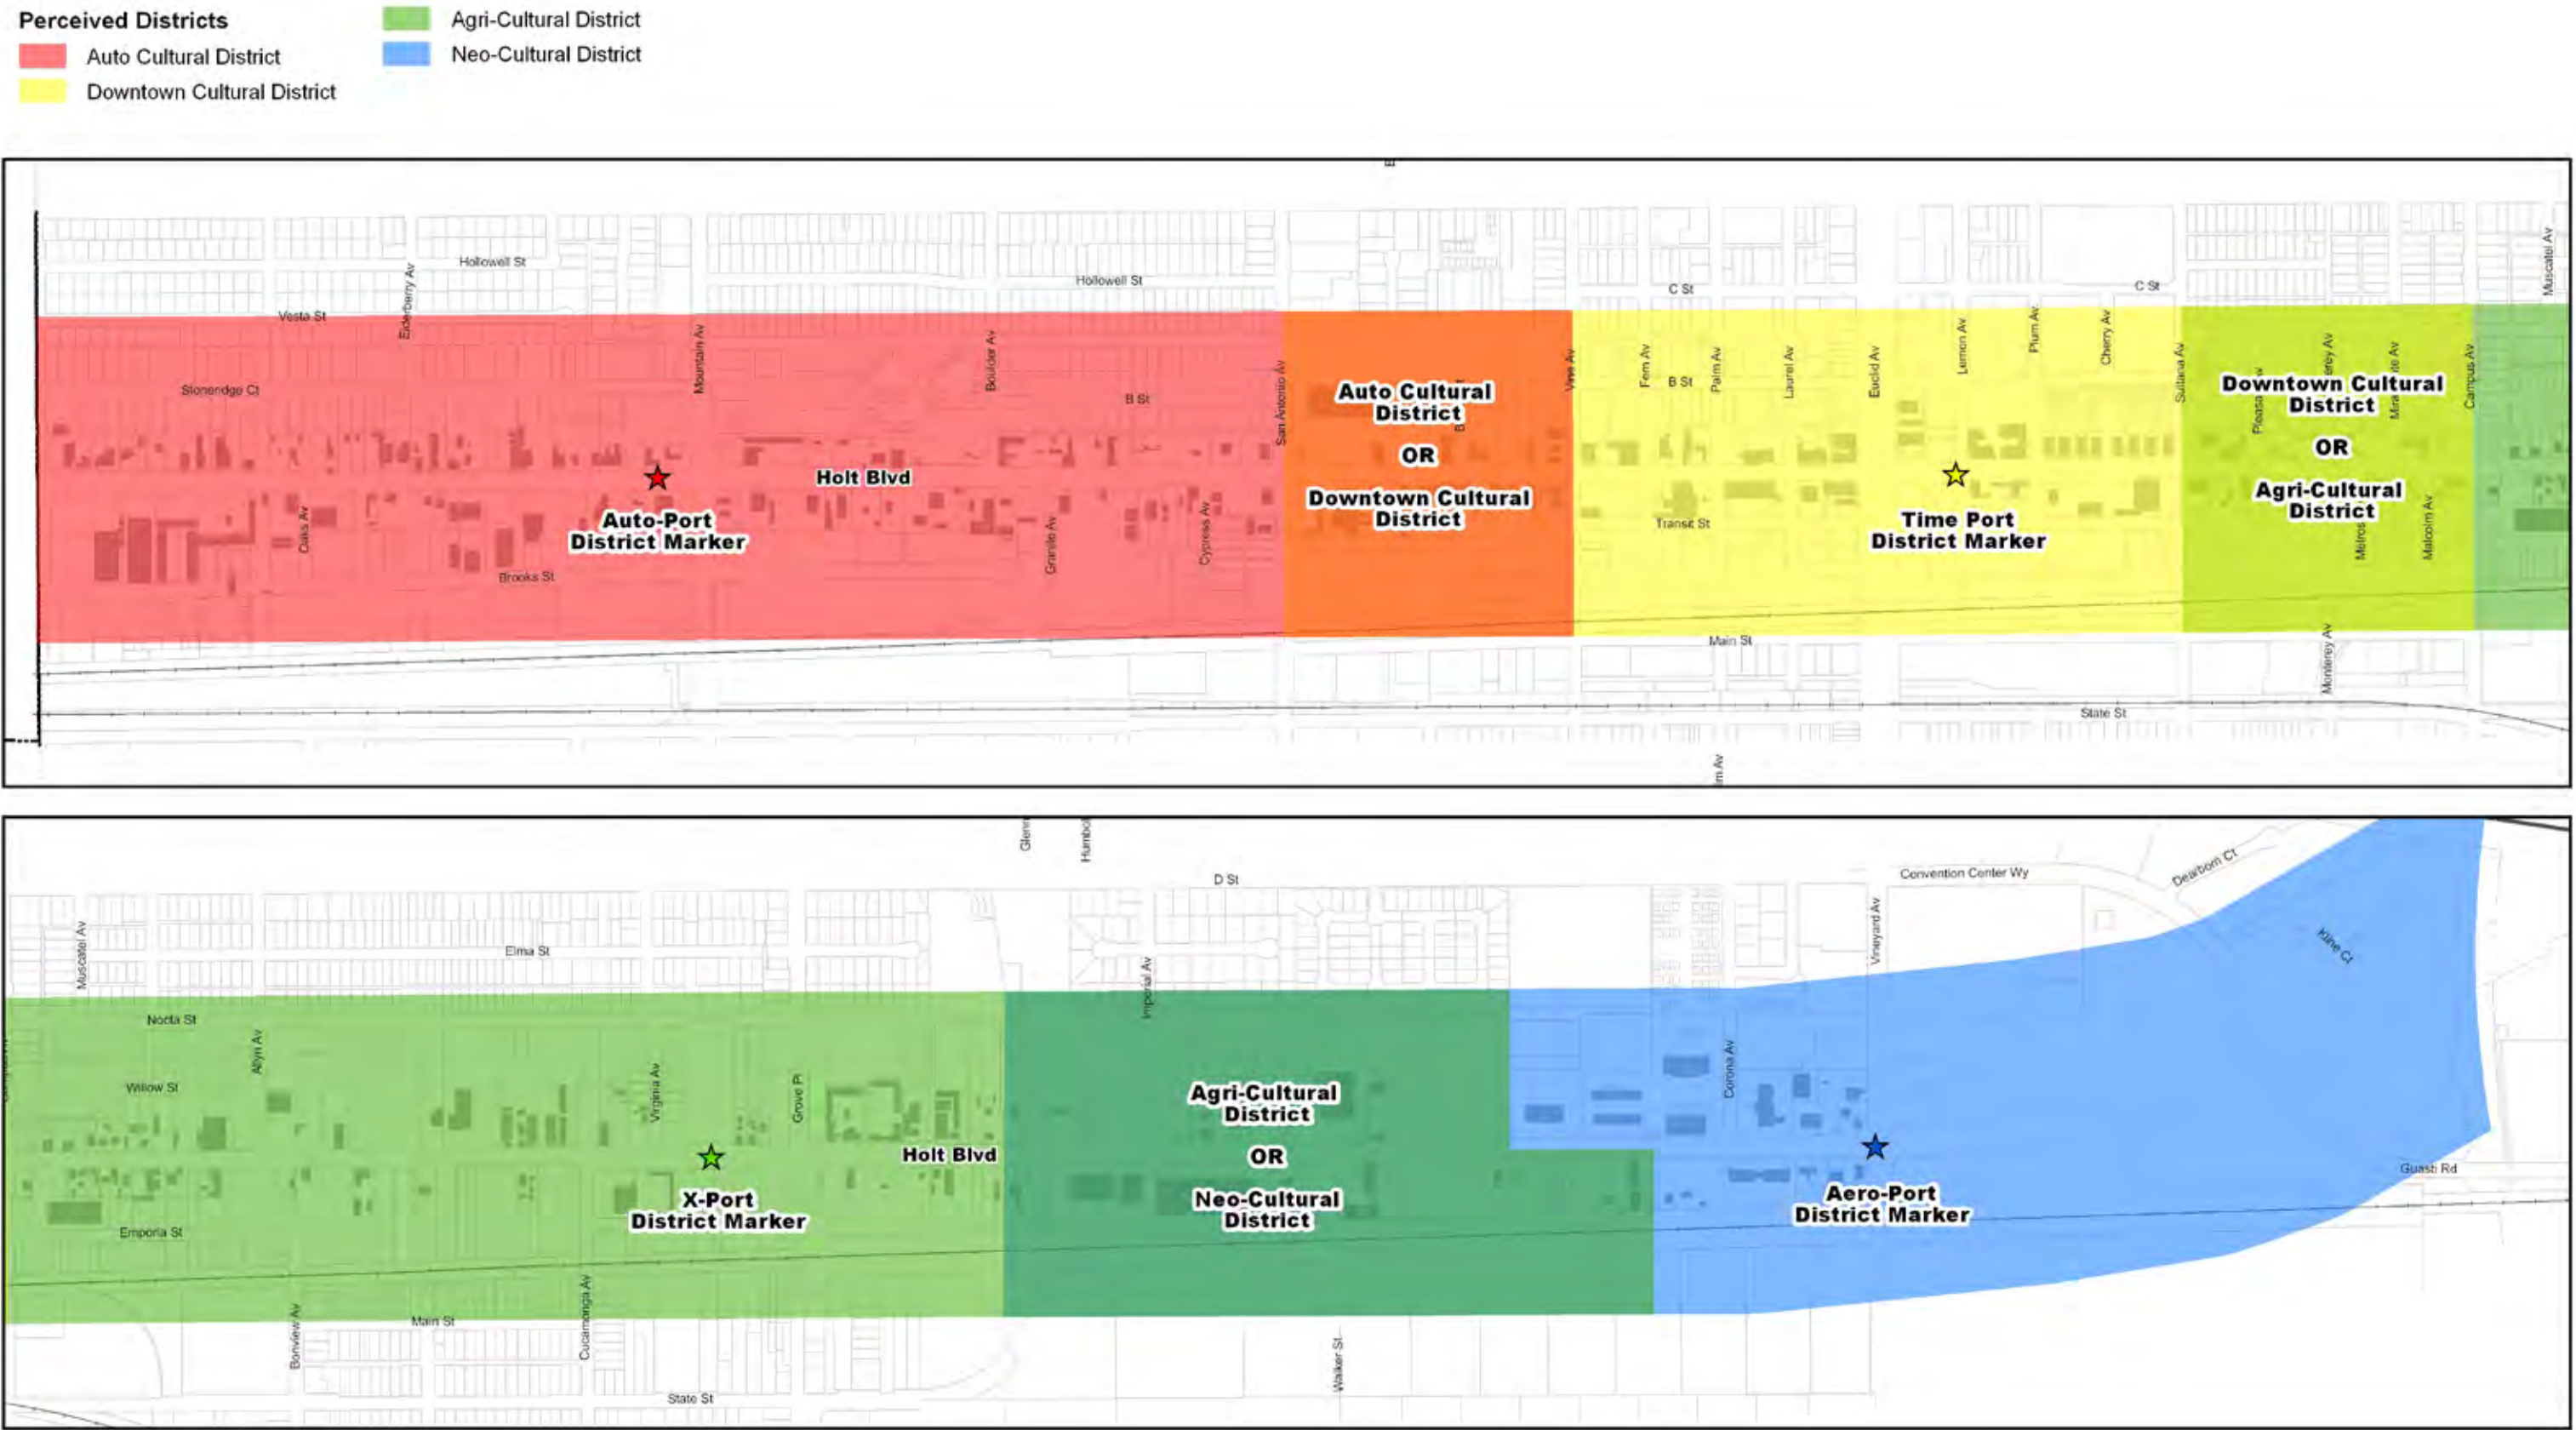 Perceived Districts
Auto Cultural District
Downtown Cultural District
Agri-Cultural District
Neo-Cultural District
Hollowell St
Hollowell St
Vesta St
Elderberry Av
Mountain Av
Boulder Av
Stoneridge Ct
B St
San Antonio Av
Holt Blvd
Auto-Port
District Marker
Oaks Av
Brooks St
Granite Av
Cypress Av
Auto Cultural
District
OR
Downtown Cultural
District
C St
C St
Vine Av
Fern Av
B St
Palm Av
Laurel Av
Euclid Av
Lemon Av
Plum Av
Cherry Av
Sultana Av
Transit St
Time Port
District Marker
Main St
State St
Downtown Cultural
District
OR
Agri-Cultural
District
Campus Av
Malcolm Av
Monterey Av
Muscatel Av
D St
Convention Center Wy
Dearborn Ct
Kline Ct
Vineyard Av
Muscatel Av
Elma St
Imperial Av
Nocta St
Allyn Av
Willow St
Virginia Av
Grove Pl
Corona Av
Holt Blvd
X-Port
District Marker
Emporia St
Agri-Cultural
District
OR
Neo-Cultural
District
Aero-Port
District Marker
Guasti Rd
Bonview Av
Main St
Cucamonga Av
Walker St
State St